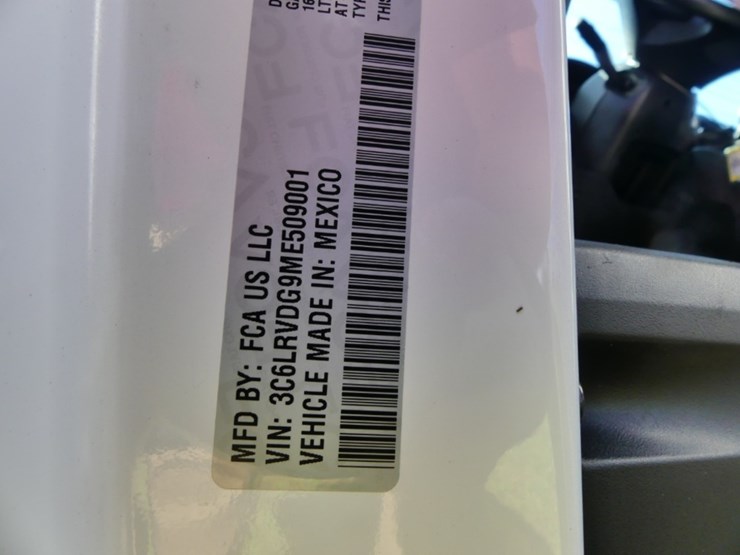 MFD BY: FCA US LLC
VIN: 3C6LRVDG9ME509001
VEHICLE MADE IN: MEXICO